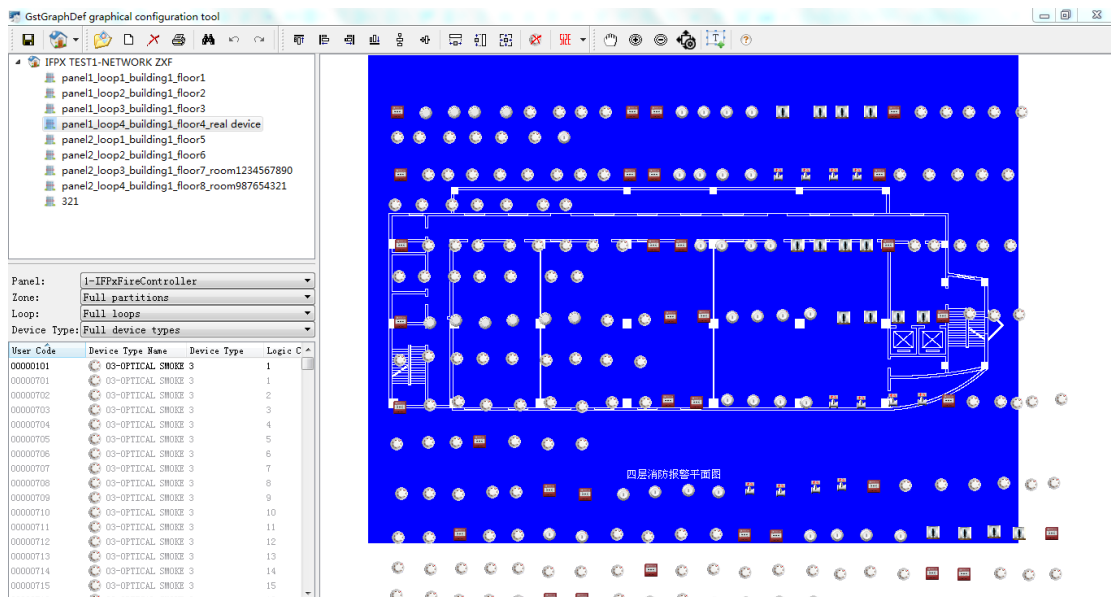 GstGraphDef graphical configuration tool
IFPX TEST1-NETWORK ZXF
panel1_loop1_building1_floor1
panel1_loop2_building1_floor2
panel1_loop3_building1_floor3
panel1_loop4_building1_floor4_real device
panel2_loop1_building1_floor5
panel2_loop2_building1_floor6
panel2_loop3_building1_floor7_room1234567890
panel2_loop4_building1_floor8_room987654321
321
Panel: 1-IFPxFireController
Zone: Full partitions
Loop: Full loops
Device Type: Full device types
User Code Device Type Name Device Type Logic C
00000101 03-OPTICAL SMOKE 3 1
00000701 03-OPTICAL SMOKE 3 1
00000702 03-OPTICAL SMOKE 3 2
00000703 03-OPTICAL SMOKE 3 3
00000704 03-OPTICAL SMOKE 3 4
00000705 03-OPTICAL SMOKE 3 5
00000706 03-OPTICAL SMOKE 3 6
00000707 03-OPTICAL SMOKE 3 7
00000708 03-OPTICAL SMOKE 3 8
00000709 03-OPTICAL SMOKE 3 9
00000710 03-OPTICAL SMOKE 3 10
00000711 03-OPTICAL SMOKE 3 11
00000712 03-OPTICAL SMOKE 3 12
00000713 03-OPTICAL SMOKE 3 13
00000714 03-OPTICAL SMOKE 3 14
00000715 03-OPTICAL SMOKE 3 15
四层消防报警平面图